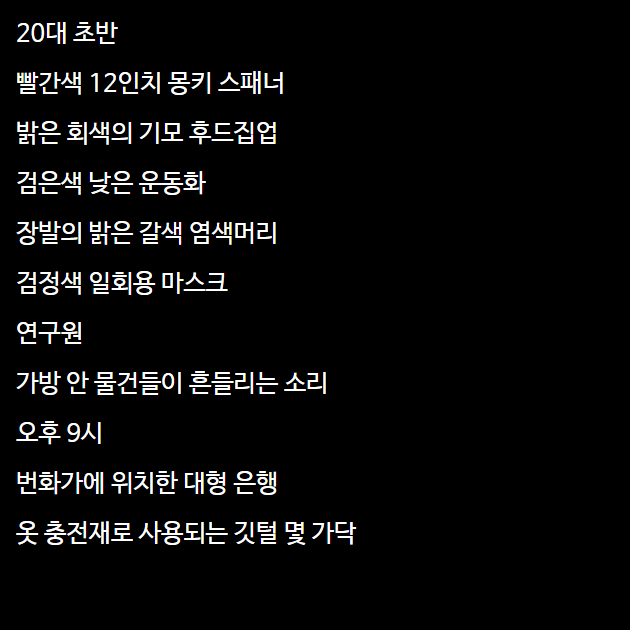 20대 초반
빨간색 12인치 몽키 스패너
밝은 회색의 기모 후드집업
검은색 낮은 운동화
장발의 밝은 갈색 염색머리
검정색 일회용 마스크
연구원
가방 안 물건들이 흔들리는 소리
오후 9시
번화가에 위치한 대형 은행
옷 충전재로 사용되는 깃털 몇 가닥